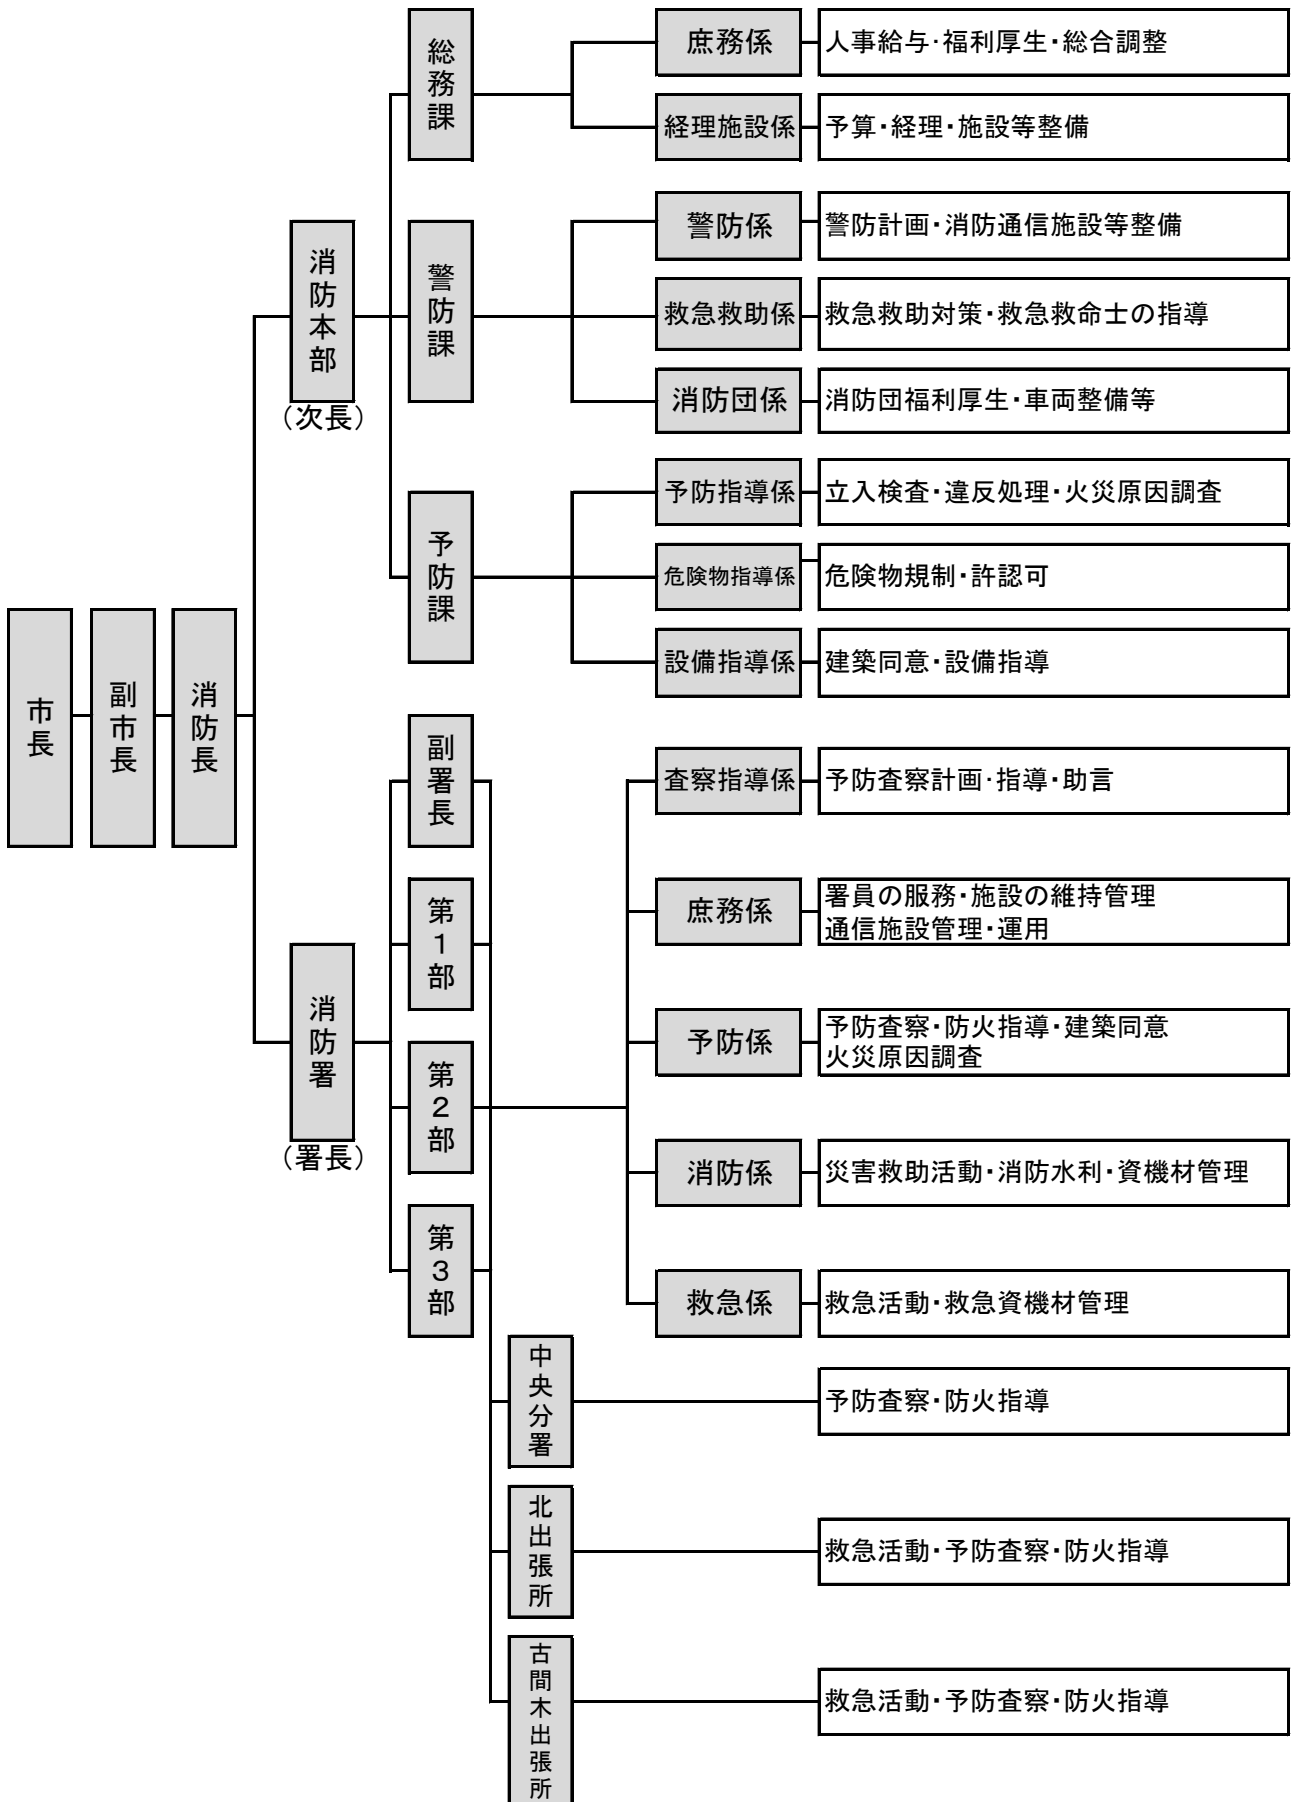 市長
副市長
消防長
消防本部
（次長）
総務課
庶務係
人事給与・福利厚生・総合調整
経理施設係
予算・経理・施設等整備
警防課
警防係
警防計画・消防通信施設等整備
救急救助係
救急救助対策・救急救命士の指導
消防団係
消防団福利厚生・車両整備等
予防課
予防指導係
立入検査・違反処理・火災原因調査
危険物指導係
危険物規制・許認可
設備指導係
建築同意・設備指導
消防署
（署長）
副署長
第1部
第2部
第3部
査察指導係
予防査察計画・指導・助言
庶務係
署員の服務・施設の維持管理
通信施設管理・運用
予防係
予防査察・防火指導・建築同意
火災原因調査
消防係
災害救助活動・消防水利・資機材管理
救急係
救急活動・救急資機材管理
中央分署
予防査察・防火指導
北出張所
救急活動・予防査察・防火指導
古間木出張所
救急活動・予防査察・防火指導